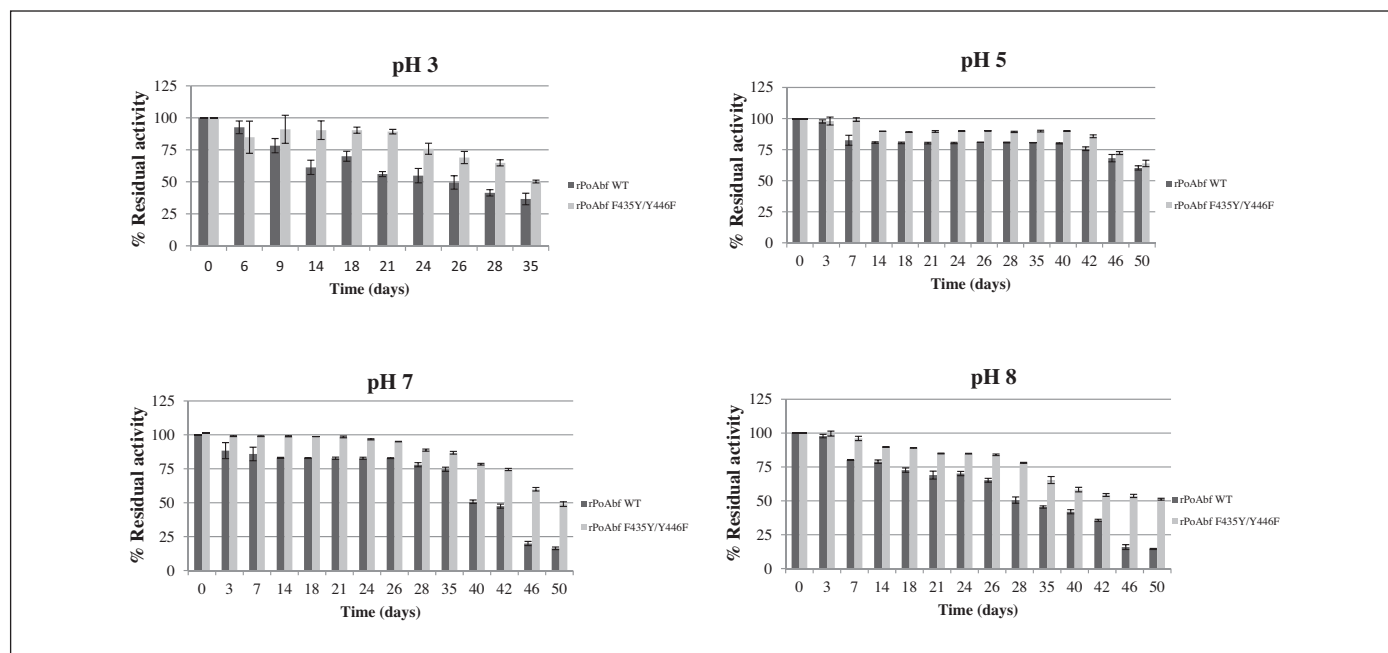 pH 3
% Residual activity
125
100
75
50
25
0
0 6 9 14 18 21 24 26 28 35
Time (days)
rPoAbf WT
rPoAbf F435Y/Y446F
pH 5
% Residual activity
125
100
75
50
25
0
0 3 7 14 18 21 24 26 28 35 40 42 46 50
Time (days)
rPoAbf WT
rPoAbf F435Y/Y446F
pH 7
% Residual activity
125
100
75
50
25
0
0 3 7 14 18 21 24 26 28 35 40 42 46 50
Time (days)
rPoAbf WT
rPoAbf F435Y/Y446F
pH 8
% Residual activity
125
100
75
50
25
0
0 3 7 14 18 21 24 26 28 35 40 42 46 50
Time (days)
rPoAbf WT
rPoAbf F435Y/Y446F